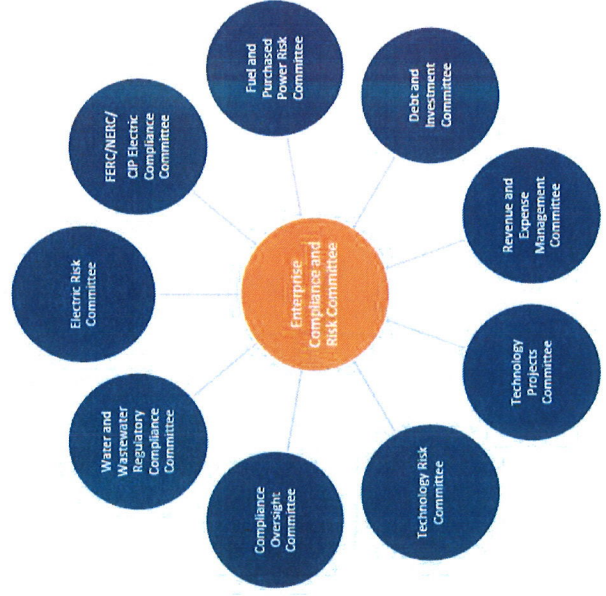 Enterprise
Compliance and
Risk Committee
Electric Risk
Committee
FERC/NERC/
CIP Electric
Compliance
Committee
Fuel and
Purchased
Power Risk
Committee
Debt and
Investment
Committee
Revenue and
Expense
Management
Committee
Technology
Projects
Committee
Technology Risk
Committee
Compliance
Oversight
Committee
Water and
Wastewater
Regulatory
Compliance
Committee